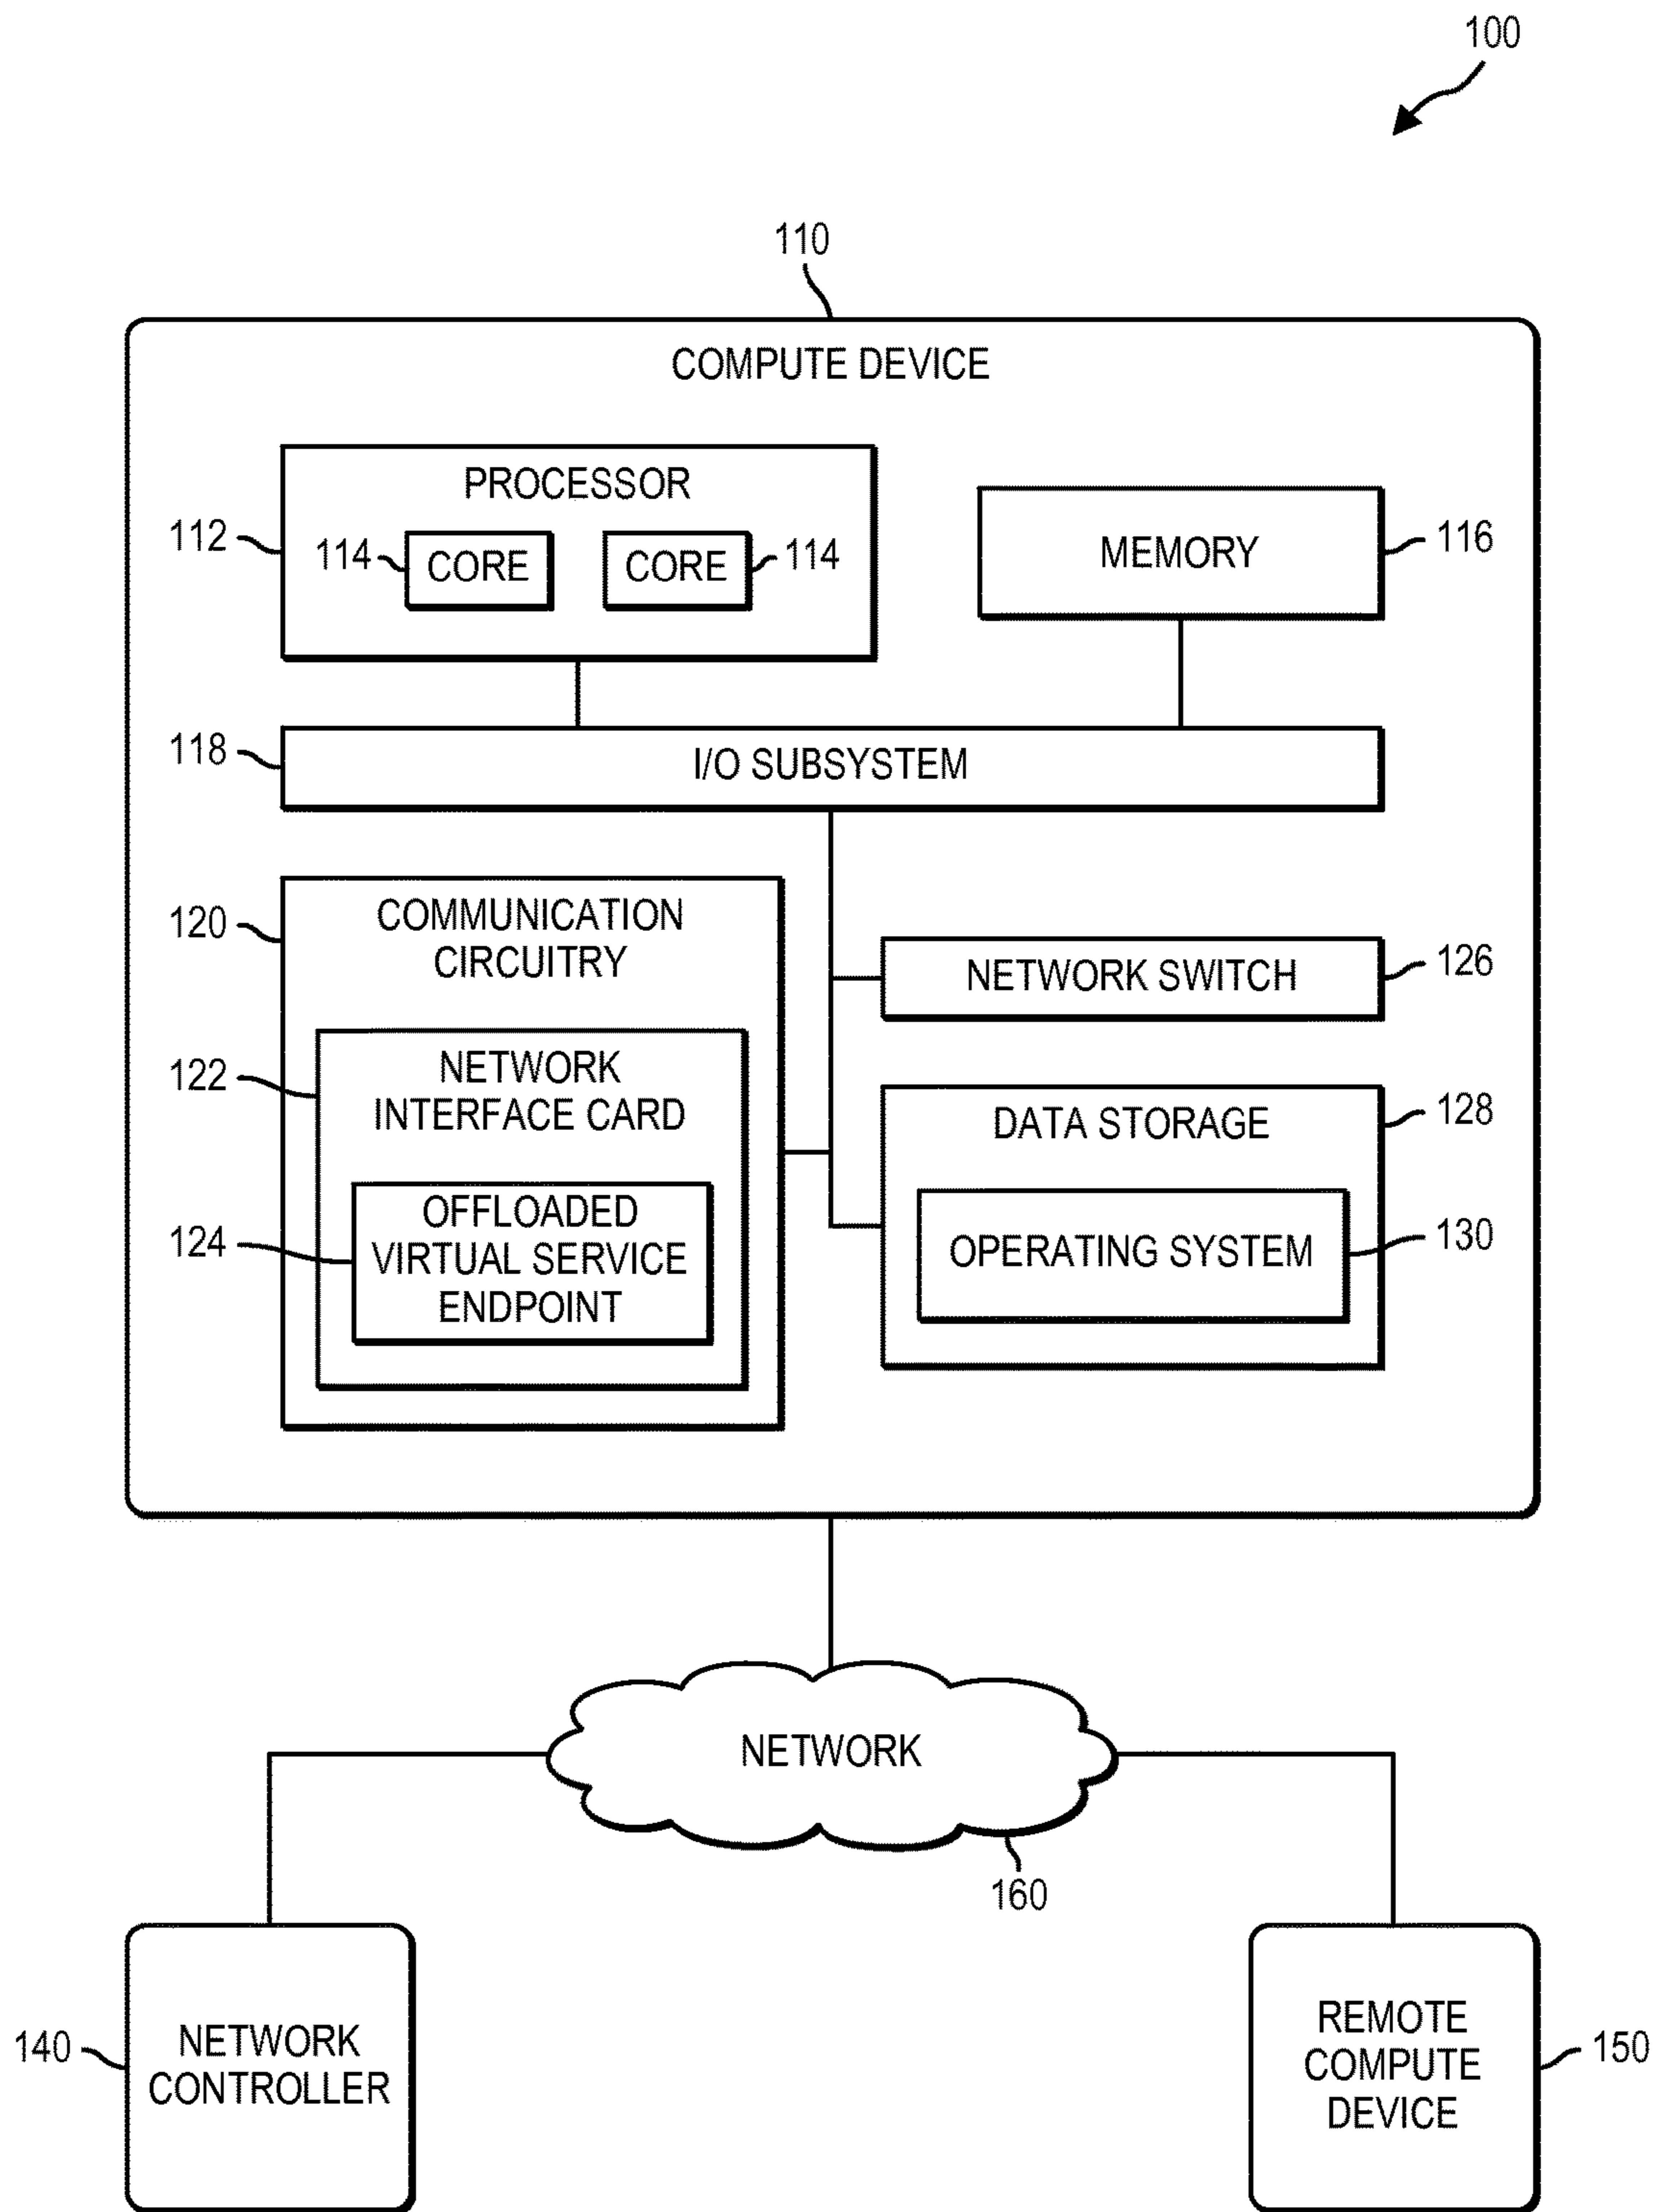 100
110
COMPUTE DEVICE
PROCESSOR
112
114
CORE
CORE
114
MEMORY
116
118
I/O SUBSYSTEM
120
COMMUNICATION
CIRCUITRY
NETWORK SWITCH
126
122
NETWORK
INTERFACE CARD
DATA STORAGE
128
124
OFFLOADED
VIRTUAL SERVICE
ENDPOINT
OPERATING SYSTEM
130
NETWORK
160
140
NETWORK
CONTROLLER
REMOTE
COMPUTE
DEVICE
150